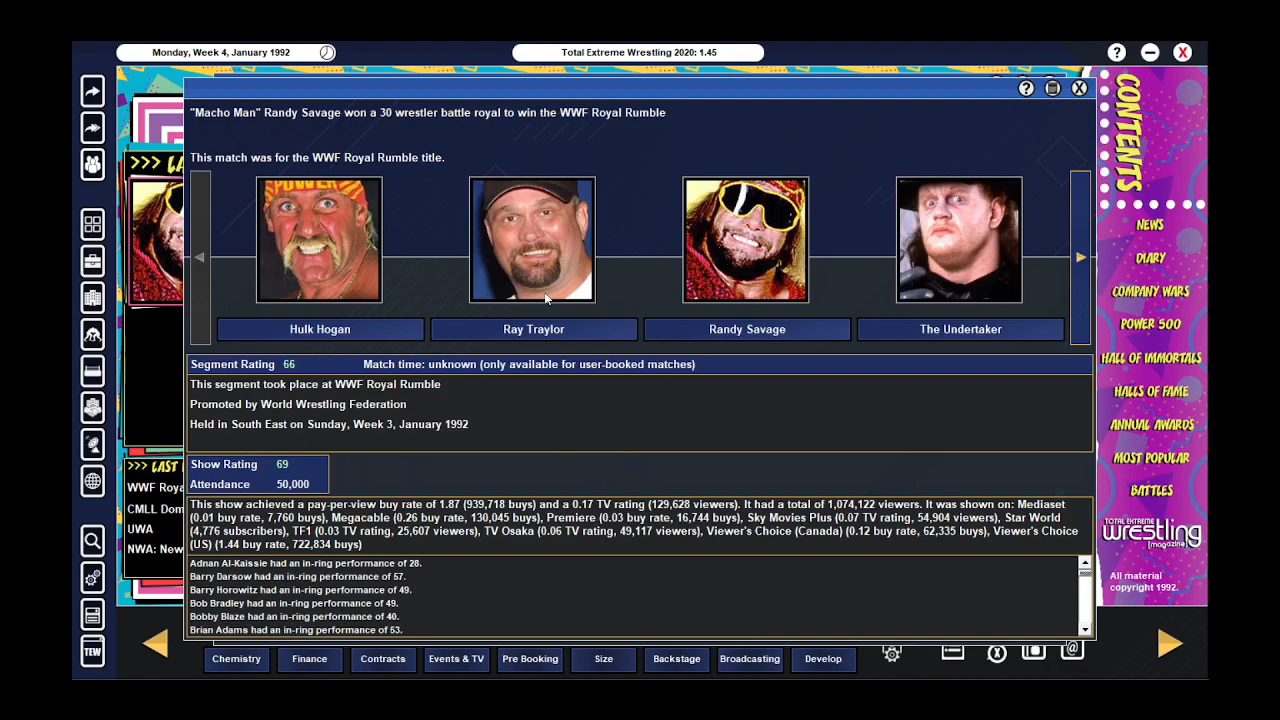 Monday, Week 4, January 1992
Total Extreme Wrestling 2020: 1.45
?
X
? X
"Macho Man" Randy Savage won a 30 wrestler battle royal to win the WWF Royal Rumble
This match was for the WWF Royal Rumble title.
POWER
Hulk Hogan
Ray Traylor
Randy Savage
The Undertaker
Segment Rating 66
Match time: unknown (only available for user-booked matches)
This segment took place at WWF Royal Rumble
Promoted by World Wrestling Federation
Held in South East on Sunday, Week 3, January 1992
Show Rating 69
Attendance 50,000
This show achieved a pay-per-view buy rate of 1.87 (939,718 buys) and a 0.17 TV rating (129,628 viewers). It had a total of 1,074,122 viewers. It was shown on: Mediaset
(0.01 buy rate, 7,760 buys), Megacable (0.26 buy rate, 130,045 buys), Premiere (0.03 buy rate, 16,744 buys), Sky Movies Plus (0.07 TV rating, 54,904 viewers), Star World
(4,776 subscribers), TF1 (0.03 TV rating, 25,607 viewers), TV Osaka (0.06 TV rating, 49,117 viewers), Viewer's Choice (Canada) (0.12 buy rate, 62,335 buys), Viewer's Choice
(US) (1.44 buy rate, 722,834 buys)
Adnan Al-Kaissie had an in-ring performance of 28.
Barry Darsow had an in-ring performance of 57.
Barry Horowitz had an in-ring performance of 49.
Bob Bradley had an in-ring performance of 49.
Bobby Blaze had an in-ring performance of 40.
Brian Adams had an in-ring performance of 53.
>>> LAST
WWF Roya
CMLL Dom
UWA
NWA: New
CONTENTS
NEWS
DIARY
COMPANY WARS
POWER 500
HALL OF IMMORTALS
HALLS OF FAME
ANNUAL AWARDS
MOST POPULAR
BATTLES
TOTAL EXTREME
wrestling
[magazine]
All material
copyright 1992.
TEW
Chemistry
Finance
Contracts
Events & TV
Pre Booking
Size
Backstage
Broadcasting
Develop